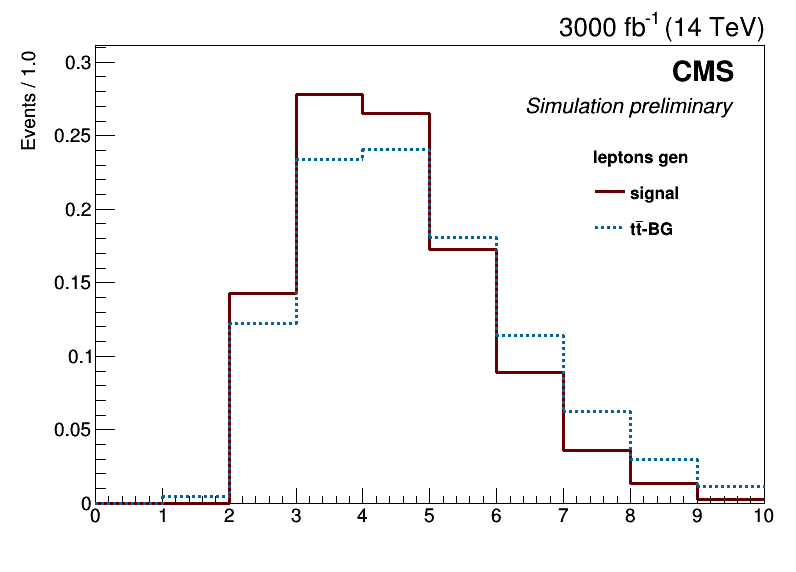 3000 fb⁻¹ (14 TeV)
CMS
Simulation preliminary
leptons gen
signal
tt̄-BG
Events / 1.0
0.3
0.25
0.2
0.15
0.1
0.05
0
0 1 2 3 4 5 6 7 8 9 10